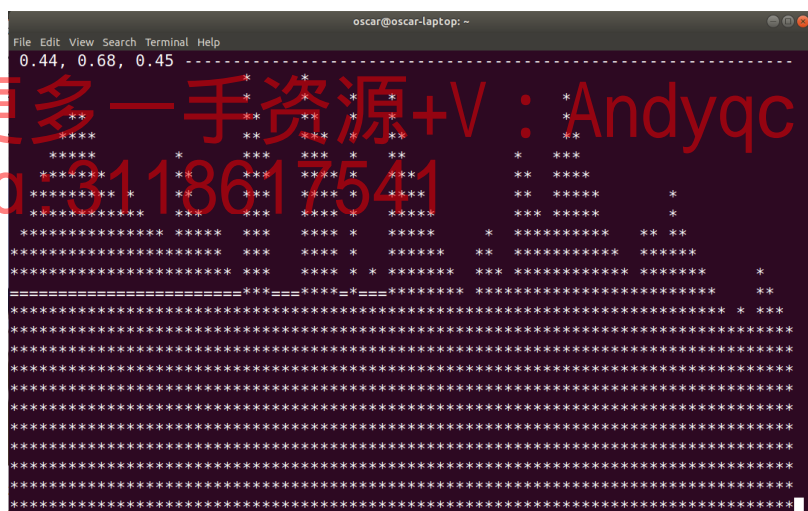 oscar@oscar-laptop: ~
File Edit View Search Terminal Help
0.44, 0.68, 0.45 ---------------------------------------------------------------
更多一手资源+V：Andyqc
q:3118617541